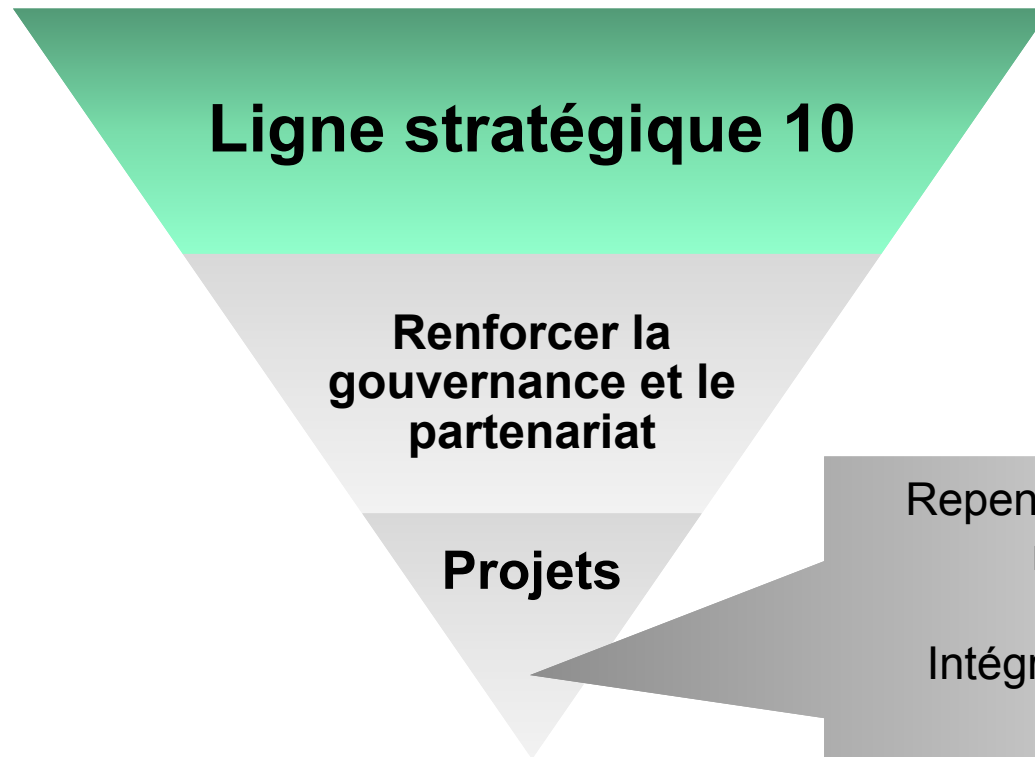 Ligne stratégique 10
Renforcer la
gouvernance et le
partenariat
Projets